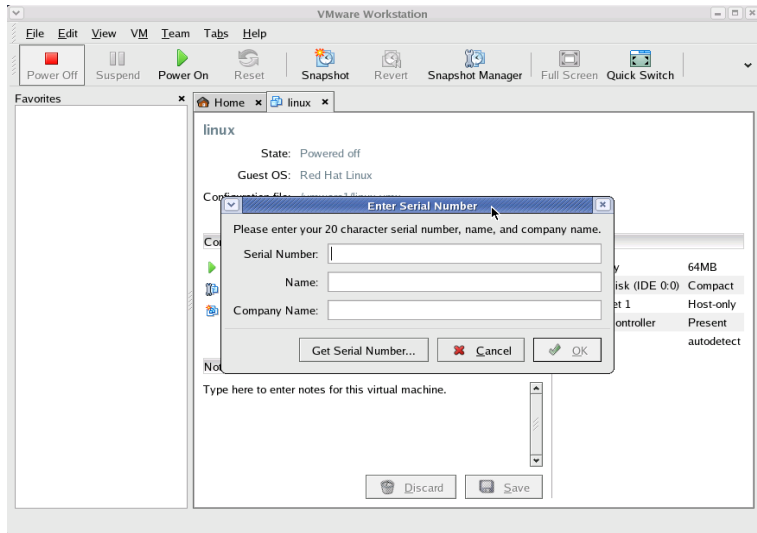 VMware Workstation
File Edit View VM Team Tabs Help
Power Off Suspend Power On Reset Snapshot Revert Snapshot Manager Full Screen Quick Switch
Favorites
Home linux
linux
State: Powered off
Guest OS: Red Hat Linux
Enter Serial Number
Please enter your 20 character serial number, name, and company name.
Serial Number:
Name:
Company Name:
Get Serial Number... Cancel OK
64MB
(IDE 0:0) Compact
1 Host-only
Present
autodetect
Type here to enter notes for this virtual machine.
Discard Save